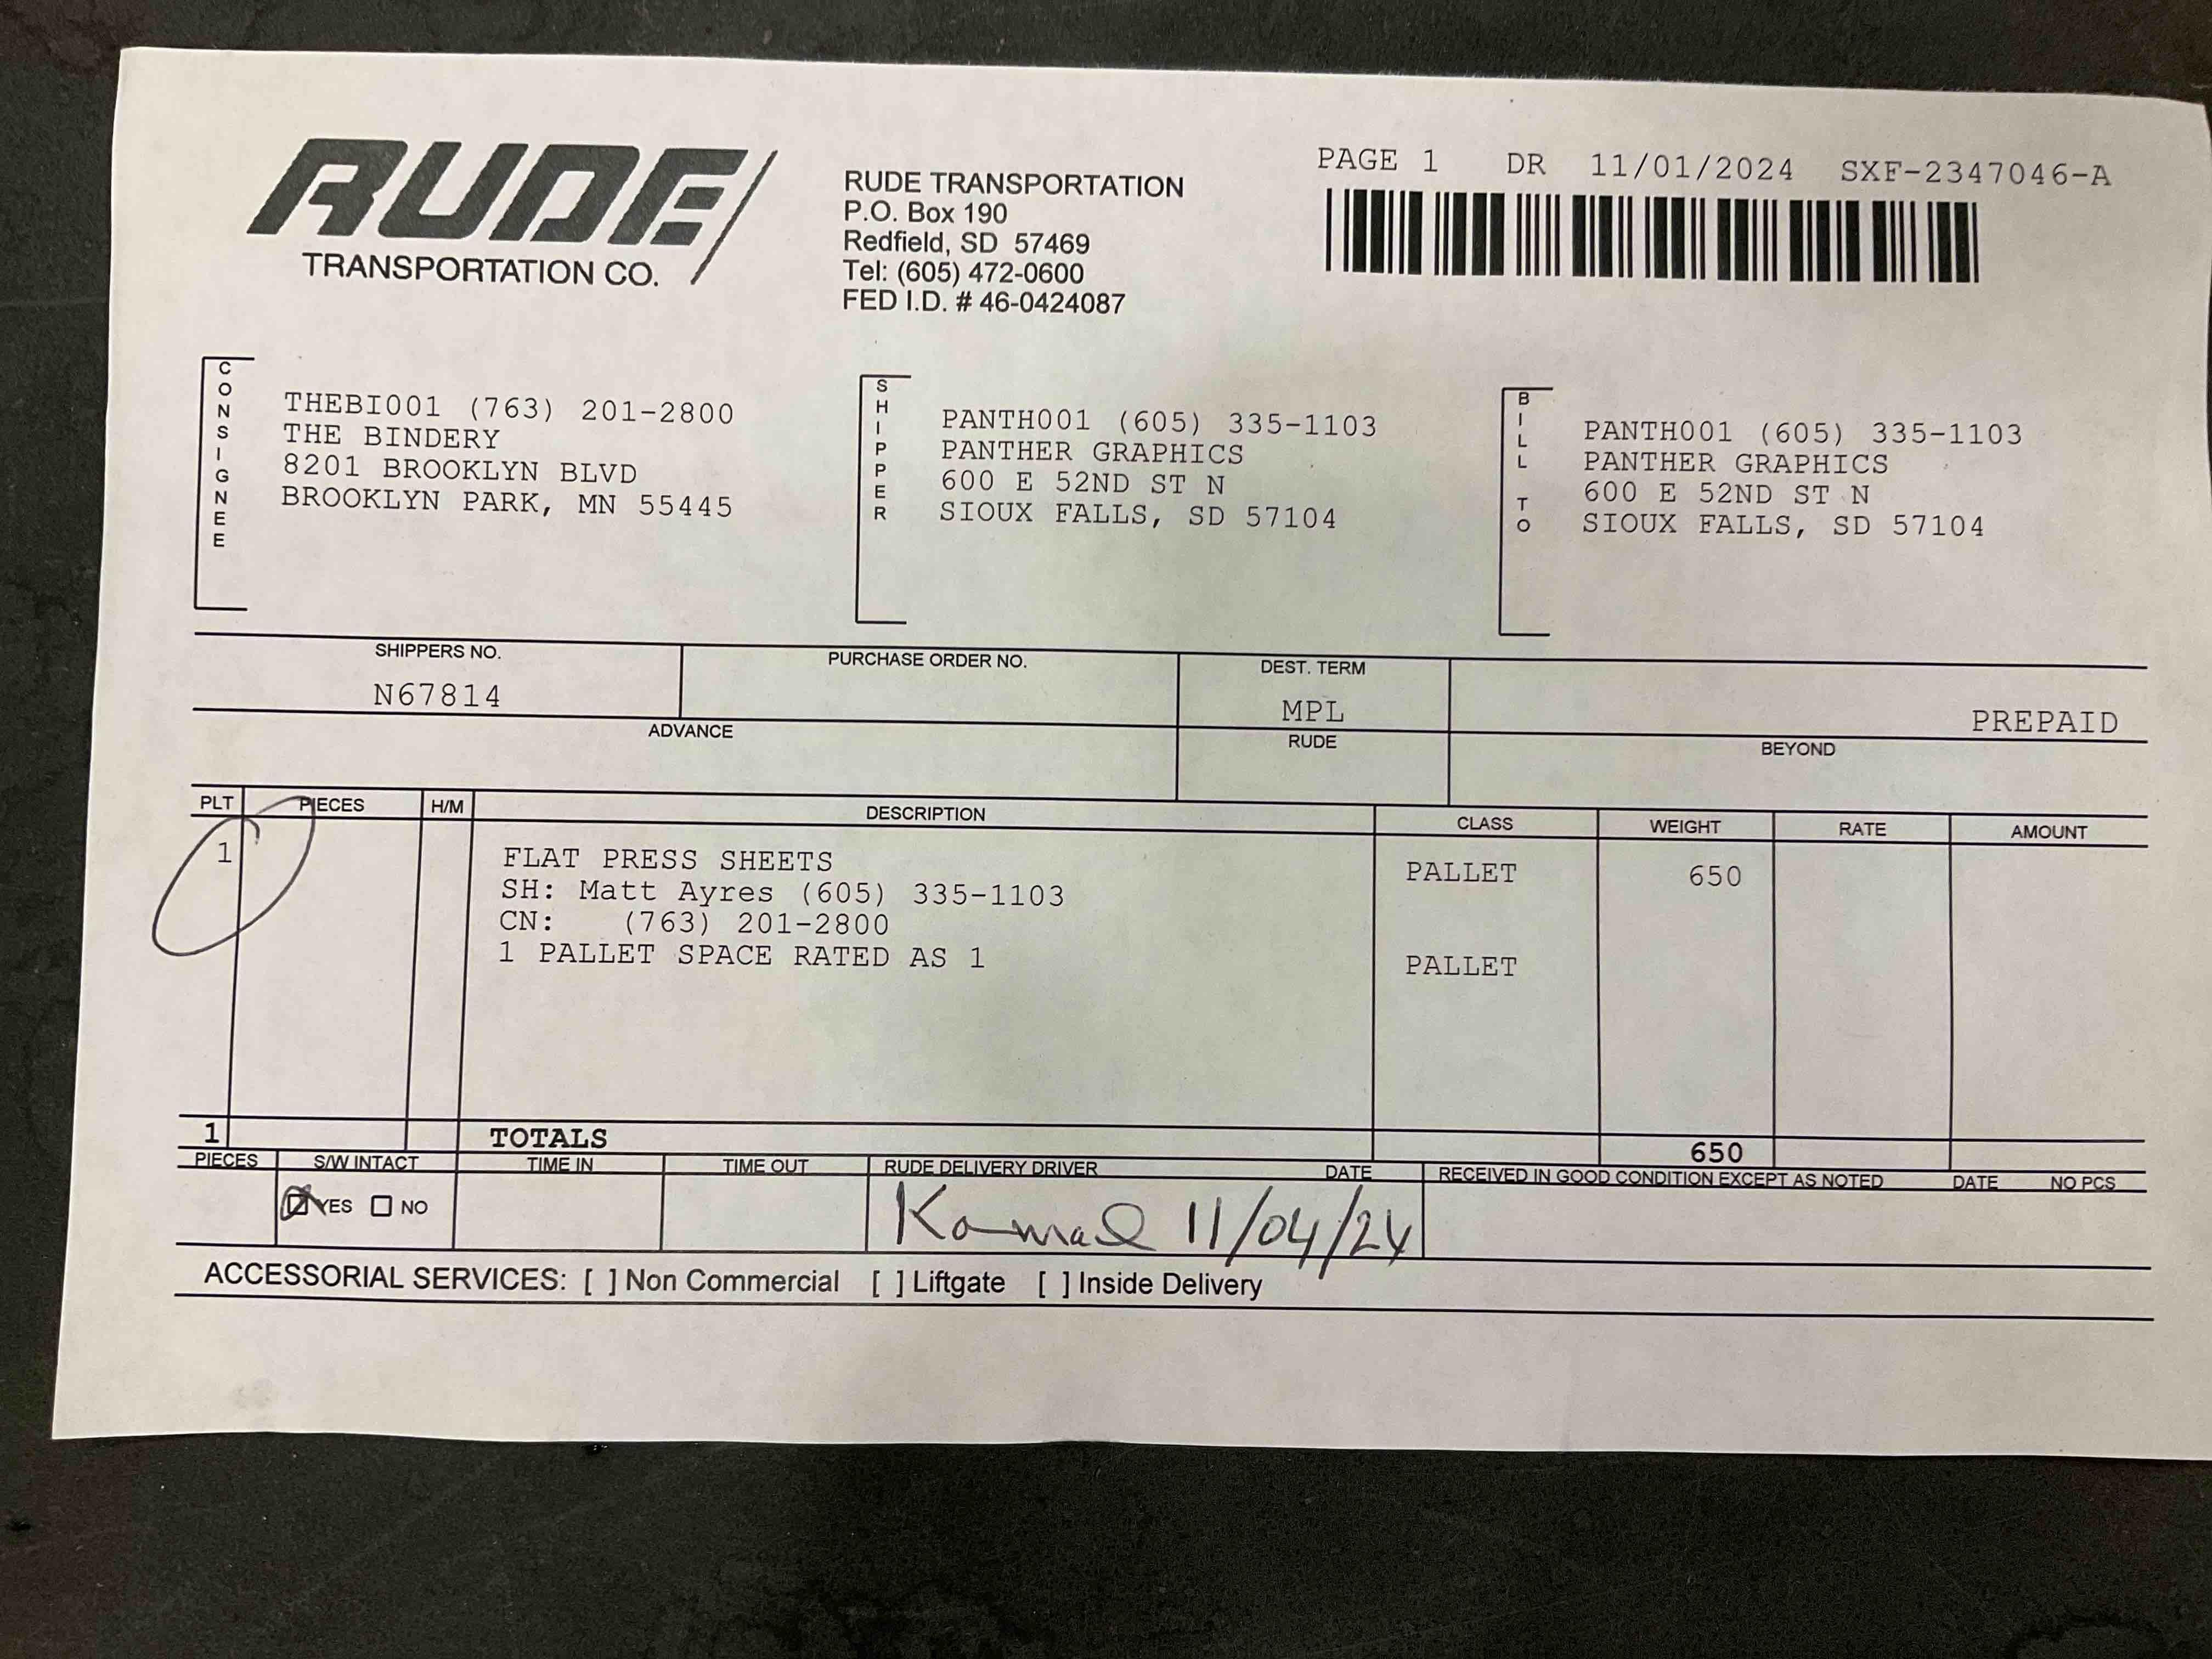 RUDE
TRANSPORTATION CO.
RUDE TRANSPORTATION
P.O. Box 190
Redfield, SD 57469
Tel: (605) 472-0600
FED I.D. # 46-0424087
PAGE 1 DR 11/01/2024 SXF-2347046-A
CONSIGNEE
THEBI001 (763) 201-2800
THE BINDERY
8201 BROOKLYN BLVD
BROOKLYN PARK, MN 55445
SHIPPER
PANTH001 (605) 335-1103
PANTHER GRAPHICS
600 E 52ND ST N
SIOUX FALLS, SD 57104
BILL TO
PANTH001 (605) 335-1103
PANTHER GRAPHICS
600 E 52ND ST N
SIOUX FALLS, SD 57104
SHIPPERS NO. PURCHASE ORDER NO. DEST. TERM
N67814 MPL PREPAID
ADVANCE RUDE BEYOND
PLT PIECES H/M DESCRIPTION CLASS WEIGHT RATE AMOUNT
1 FLAT PRESS SHEETS PALLET 650
SH: Matt Ayres (605) 335-1103
CN: (763) 201-2800
1 PALLET SPACE RATED AS 1 PALLET
1 TOTALS 650
PIECES S/W INTACT TIME IN TIME OUT RUDE DELIVERY DRIVER DATE RECEIVED IN GOOD CONDITION EXCEPT AS NOTED DATE NO PCS
YES NO Kamal 11/04/24
ACCESSORIAL SERVICES: [ ] Non Commercial [ ] Liftgate [ ] Inside Delivery